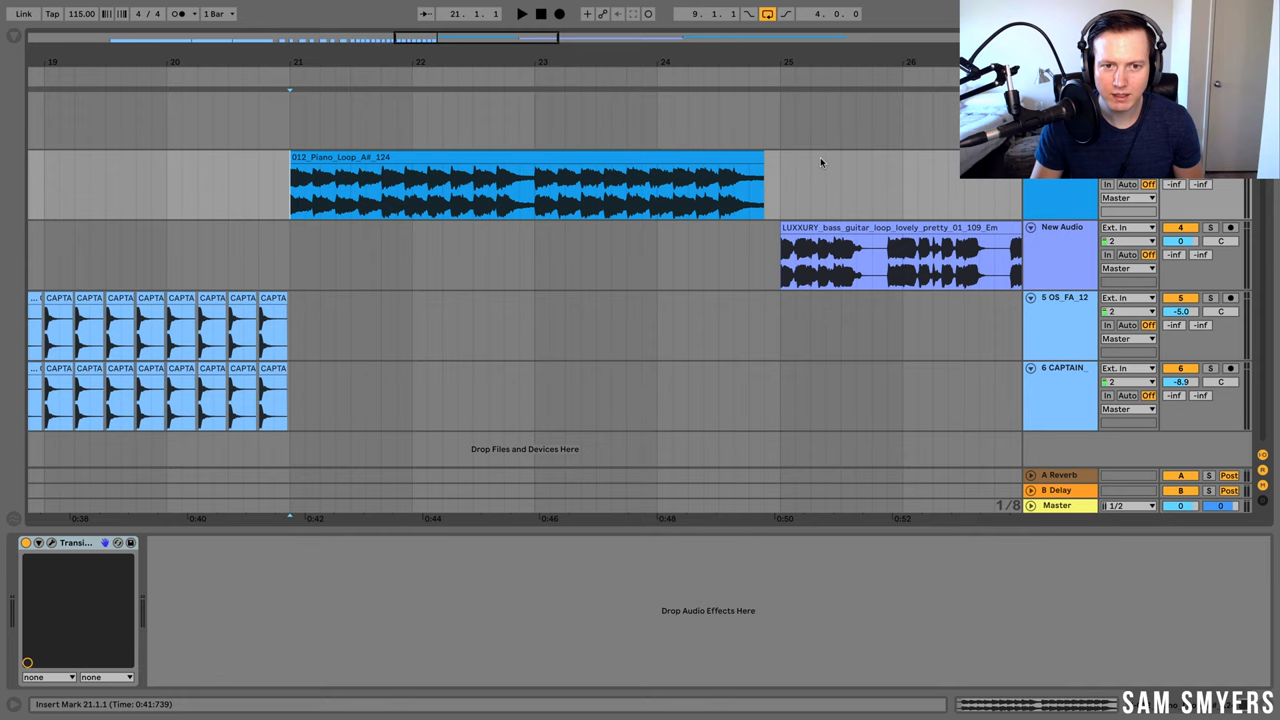 Link Tap 115.00 4 / 4 1 Bar 21. 1. 1 9. 1. 1 4. 0. 0
19 20 21 22 23 24 25 26
012_Piano_Loop_A#_124
In Auto Off -inf -inf
Master
LUXXURY_bass_guitar_loop_lovely_pretty_01_109_Em
New Audio Ext. In 4 S
2 0 C
In Auto Off -inf -inf
Master
CAPTA CAPTA CAPTA CAPTA CAPTA CAPTA CAPTA CAPTA
5 OS_FA_12 Ext. In 5 S
2 -5.0 C
In Auto Off -inf -inf
Master
CAPTA CAPTA CAPTA CAPTA CAPTA CAPTA CAPTA CAPTA
6 CAPTAIN_ Ext. In 6 S
2 -8.9 C
In Auto Off -inf -inf
Master
Drop Files and Devices Here
A Reverb A S Post
B Delay B S Post
1/8 Master 1/2 0 0
0:38 0:40 0:42 0:44 0:46 0:48 0:50 0:52
Transi...
Drop Audio Effects Here
none none
Insert Mark 21.1.1 (Time: 0:41:739)
SAM SMYERS